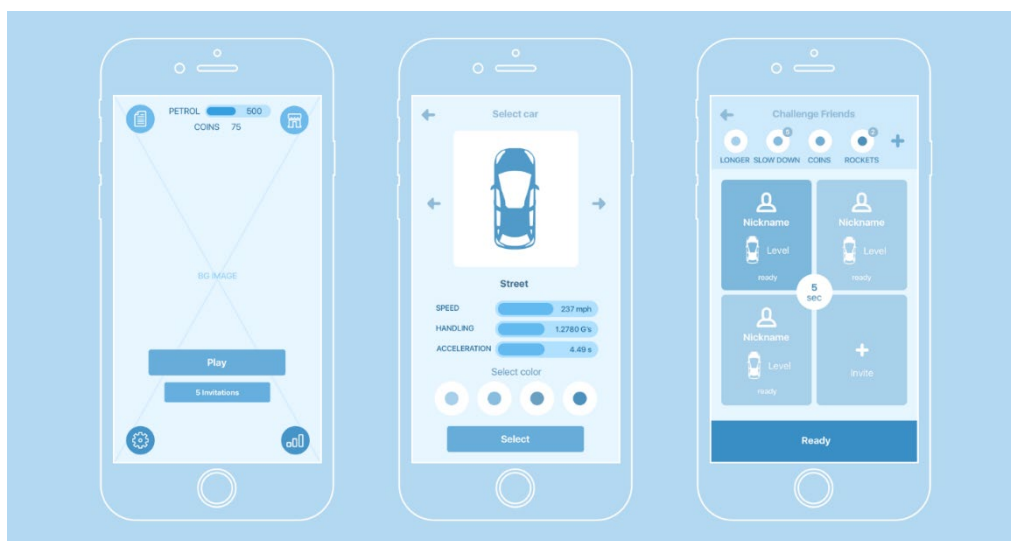 PETROL 500
COINS 75
BG IMAGE
Play
5 Invitations
Select car
Street
SPEED 237 mph
HANDLING 1.2780 G's
ACCELERATION 4.49 s
Select color
Select
Challenge Friends
5 2
LONGER SLOW DOWN COINS ROCKETS
Nickname
Level
ready
Nickname
Level
ready
5
sec
Nickname
Level
ready
Invite
Ready